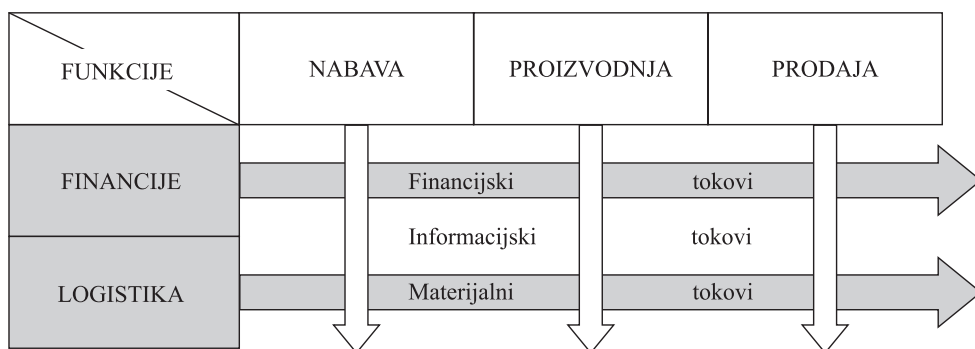 FUNKCIJE NABAVA PROIZVODNJA PRODAJA
FINANCIJE Financijski tokovi
Informacijski tokovi
LOGISTIKA Materijalni tokovi